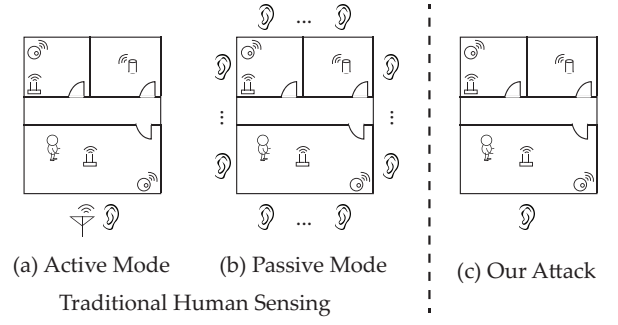 (a) Active Mode
(b) Passive Mode
(c) Our Attack
Traditional Human Sensing